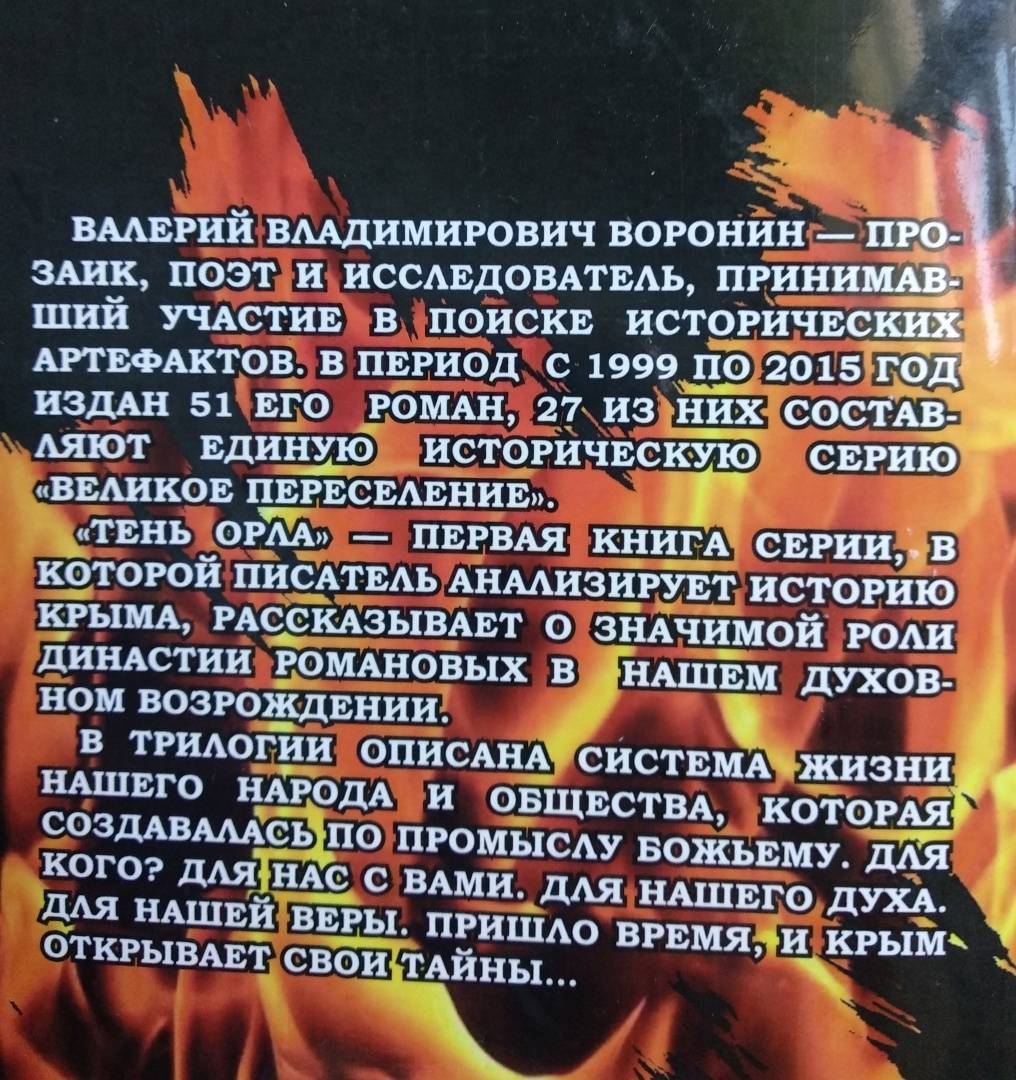 ВАЛЕРИЙ ВЛАДИМИРОВИЧ ВОРОНИН — ПРО-
ЗАИК, ПОЭТ И ИССЛЕДОВАТЕЛЬ, ПРИНИМАВ-
ШИЙ УЧАСТИЕ В ПОИСКЕ ИСТОРИЧЕСКИХ
АРТЕФАКТОВ. В ПЕРИОД С 1999 ПО 2015 ГОД
ИЗДАН 51 ЕГО РОМАН, 27 ИЗ НИХ СОСТАВ-
ЛЯЮТ ЕДИНУЮ ИСТОРИЧЕСКУЮ СЕРИЮ
«ВЕЛИКОЕ ПЕРЕСЕЛЕНИЕ».
«ТЕНЬ ОРЛА» — ПЕРВАЯ КНИГА СЕРИИ, В
КОТОРОЙ ПИСАТЕЛЬ АНАЛИЗИРУЕТ ИСТОРИЮ
КРЫМА, РАССКАЗЫВАЕТ О ЗНАЧИМОЙ РОЛИ
ДИНАСТИИ РОМАНОВЫХ В НАШЕМ ДУХОВ-
НОМ ВОЗРОЖДЕНИИ.
В ТРИЛОГИИ ОПИСАНА СИСТЕМА ЖИЗНИ
НАШЕГО НАРОДА И ОБЩЕСТВА, КОТОРАЯ
СОЗДАВАЛАСЬ ПО ПРОМЫСЛУ БОЖЬЕМУ. ДЛЯ
КОГО? ДЛЯ НАС С ВАМИ. ДЛЯ НАШЕГО ДУХА.
ДЛЯ НАШЕЙ ВЕРЫ. ПРИШЛО ВРЕМЯ, И КРЫМ
ОТКРЫВАЕТ СВОИ ТАЙНЫ...